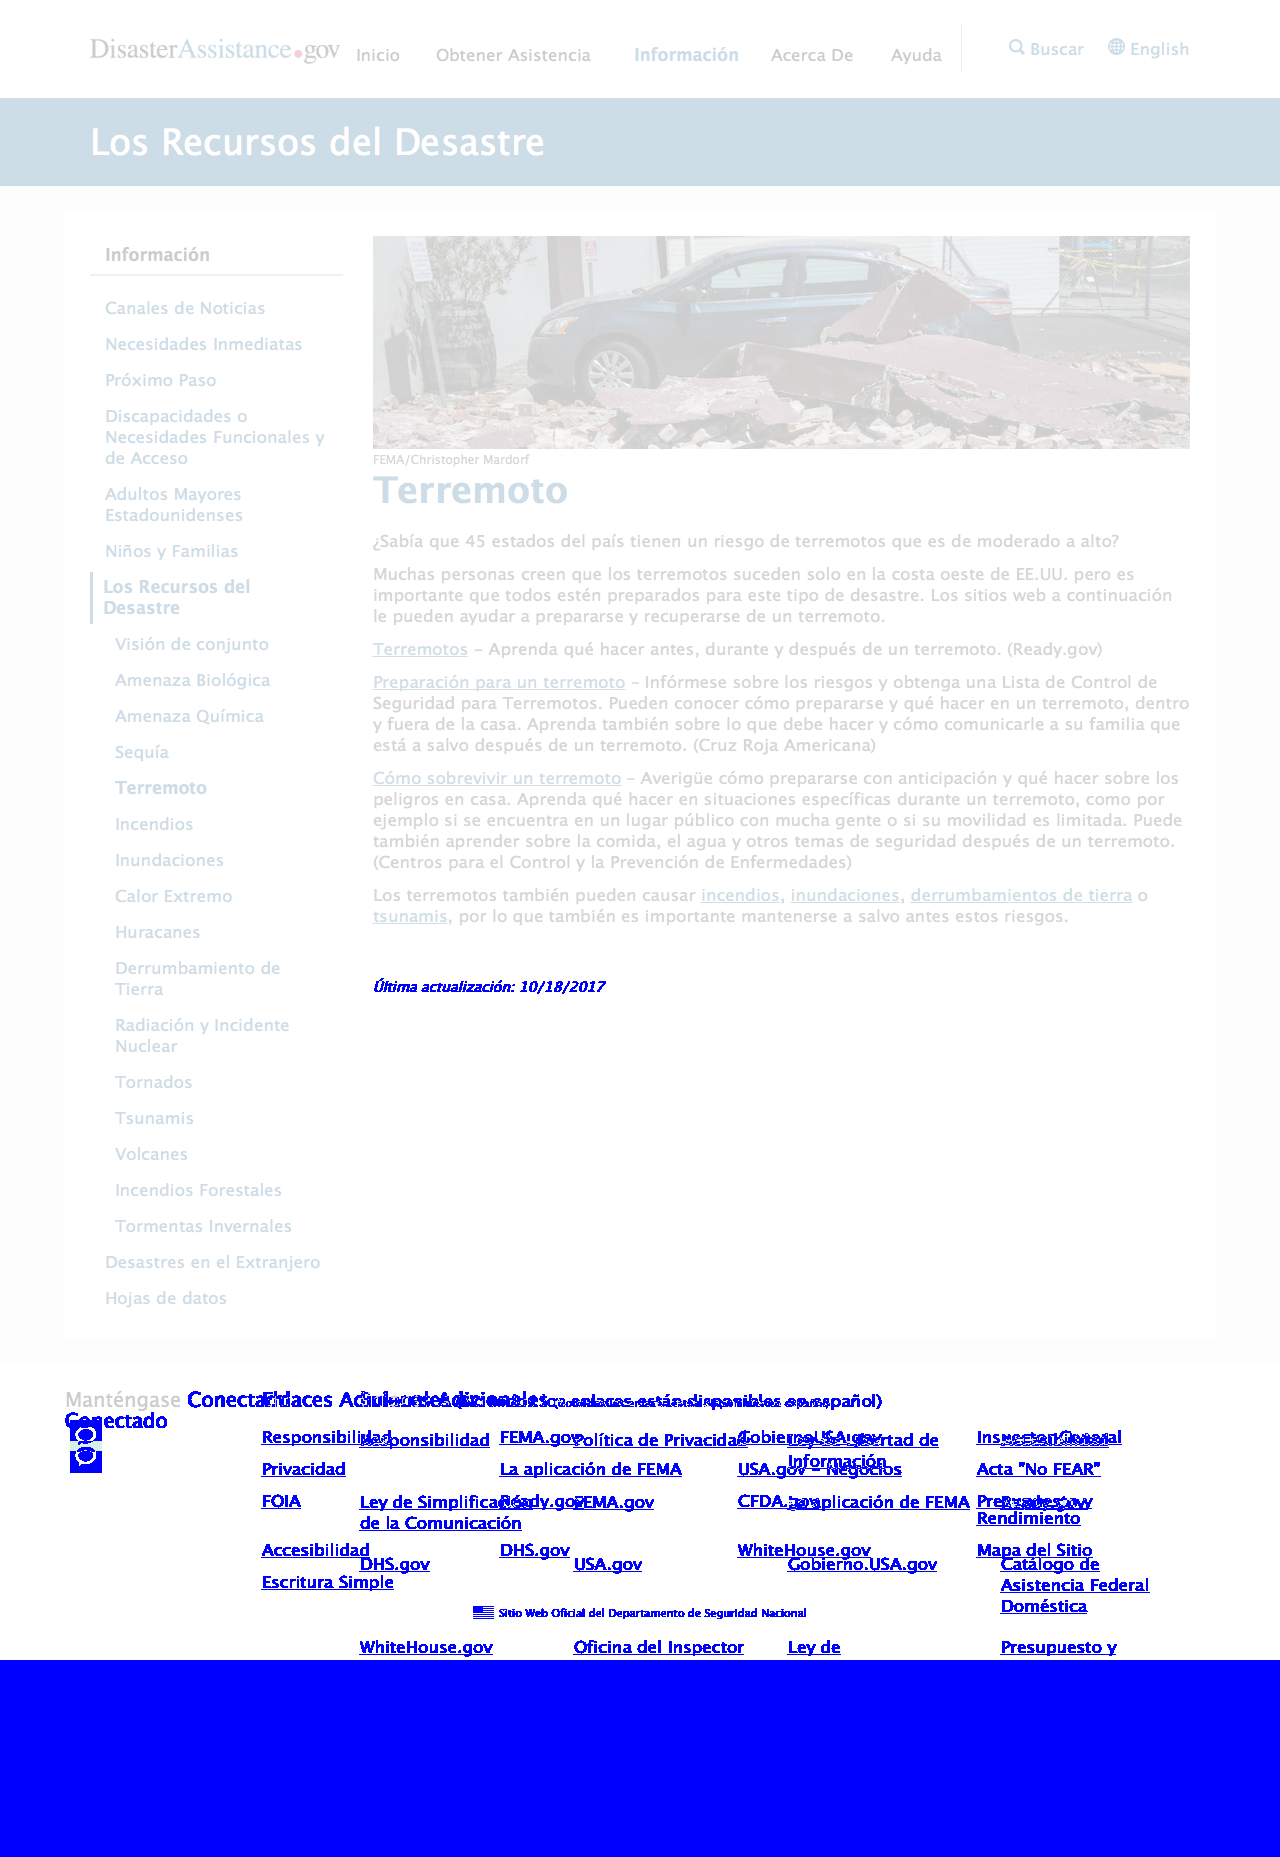 DisasterAssistance.gov
Inicio Obtener Asistencia Información Acerca De Ayuda Buscar English
Los Recursos del Desastre
Información
Canales de Noticias
Necesidades Inmediatas
Próximo Paso
Discapacidades o
Necesidades Funcionales y
de Acceso
Adultos Mayores
Estadounidenses
Niños y Familias
Los Recursos del
Desastre
Visión de conjunto
Amenaza Biológica
Amenaza Química
Sequía
Terremoto
Incendios
Inundaciones
Calor Extremo
Huracanes
Derrumbamiento de
Tierra
Radiación y Incidente
Nuclear
Tornados
Tsunamis
Volcanes
Incendios Forestales
Tormentas Invernales
Desastres en el Extranjero
Hojas de datos
FEMA/Christopher Mardorf
Terremoto
¿Sabía que 45 estados del país tienen un riesgo de terremotos que es de moderado a alto?
Muchas personas creen que los terremotos suceden solo en la costa oeste de EE.UU. pero es
importante que todos estén preparados para este tipo de desastre. Los sitios web a continuación
le pueden ayudar a prepararse y recuperarse de un terremoto.
Terremotos – Aprenda qué hacer antes, durante y después de un terremoto. (Ready.gov)
Preparación para un terremoto – Infórmese sobre los riesgos y obtenga una Lista de Control de
Seguridad para Terremotos. Pueden conocer cómo prepararse y qué hacer en un terremoto, dentro
y fuera de la casa. Aprenda también sobre lo que debe hacer y cómo comunicarle a su familia que
está a salvo después de un terremoto. (Cruz Roja Americana)
Cómo sobrevivir un terremoto – Averigüe cómo prepararse con anticipación y qué hacer sobre los
peligros en casa. Aprenda qué hacer en situaciones específicas durante un terremoto, como por
ejemplo si se encuentra en un lugar público con mucha gente o si su movilidad es limitada. Puede
también aprender sobre la comida, el agua y otros temas de seguridad después de un terremoto.
(Centros para el Control y la Prevención de Enfermedades)
Los terremotos también pueden causar incendios, inundaciones, derrumbamientos de tierra o
tsunamis, por lo que también es importante mantenerse a salvo antes estos riesgos.
Última actualización: 10/18/2017
Manténgase
Conectado
enlaces están disponibles en español)
Responsibilidad FEMA.gov Gobierno.USA.gov Inspector General
Responsibilidad Política de Privacidad
Ley de Libertad de
Información
Privacidad La aplicación de FEMA USA.gov – Negocios Acta "No FEAR"
FOIA Ready.gov CFDA.gov
Rendimiento
Ley de Simplificación
de la Comunicación
FEMA.gov La aplicación de FEMA
Accesibilidad DHS.gov WhiteHouse.gov Mapa del Sitio
DHS.gov USA.gov Gobierno.USA.gov
Catálogo de
Asistencia Federal
Doméstica
Escritura Simple
Sitio Web Oficial del Departamento de Seguridad Nacional
WhiteHouse.gov Oficina del Inspector Ley de Presupuesto y